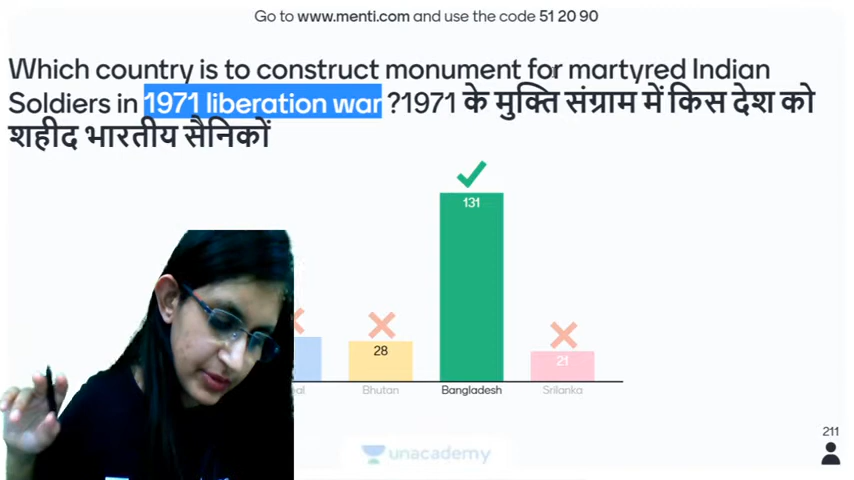 Go to www.menti.com and use the code 51 20 90
Which country is to construct monument for martyred Indian
Soldiers in 1971 liberation war ?1971 के मुक्ति संग्राम में किस देश को
शहीद भारतीय सैनिकों
131
28
21
Bhutan
Bangladesh
Srilanka
211
unacademy